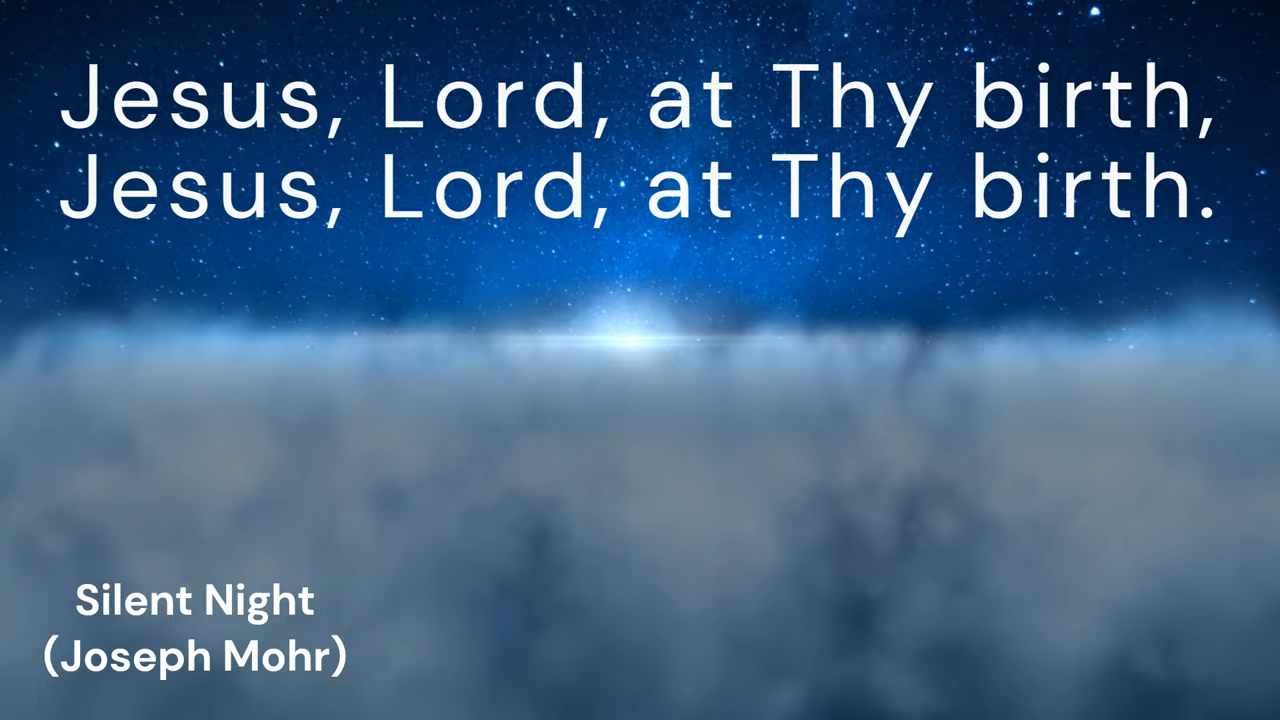 Jesus, Lord, at Thy birth,
Jesus, Lord, at Thy birth.
Silent Night
(Joseph Mohr)